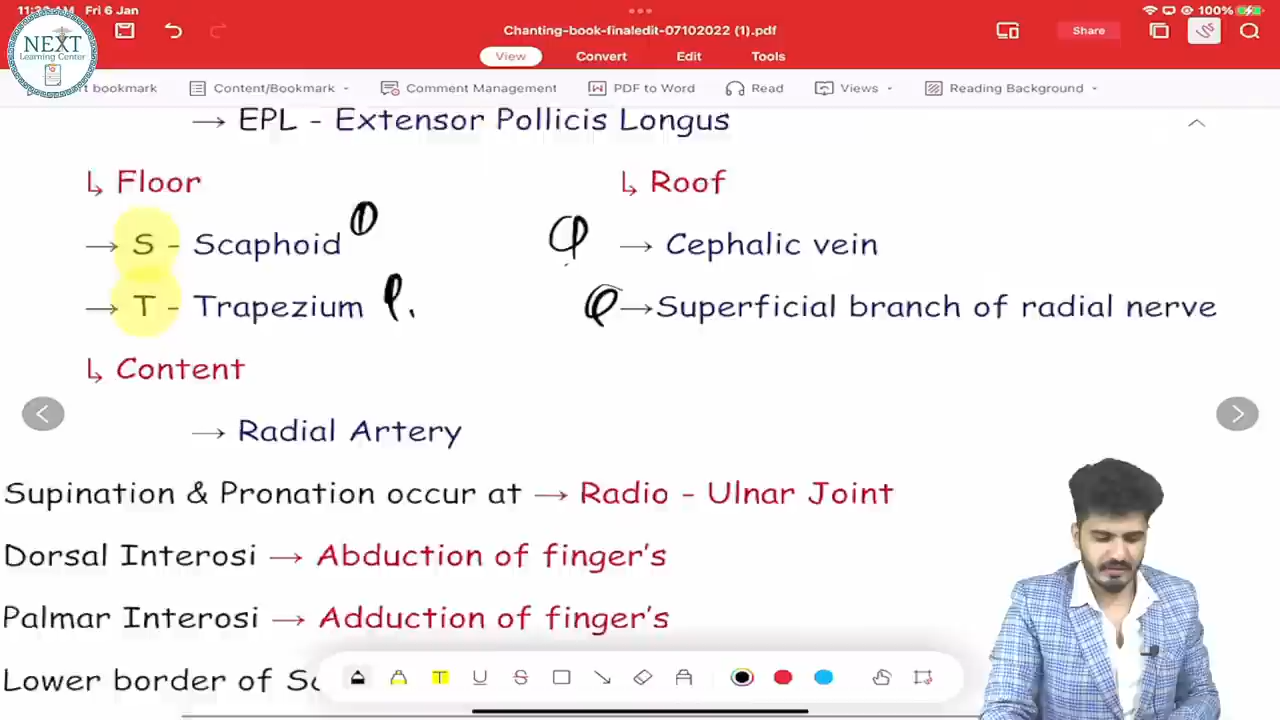 11:38 AM Fri 6 Jan
100%
NEXT
Learning Center
Chanting-book-finaledit-07102022 (1).pdf
Share
View Convert Edit Tools
bookmark Content/Bookmark Comment Management PDF to Word Read Views Reading Background
→ EPL - Extensor Pollicis Longus
↳ Floor
→ S - Scaphoid
→ T - Trapezium
↳ Roof
→ Cephalic vein
→ Superficial branch of radial nerve
↳ Content
→ Radial Artery
Supination & Pronation occur at → Radio - Ulnar Joint
Dorsal Interosi → Abduction of finger's
Palmar Interosi → Adduction of finger's
Lower border of
T U S